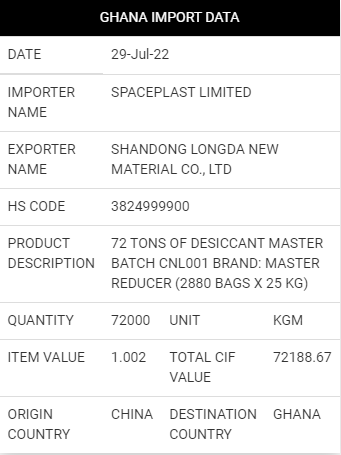 GHANA IMPORT DATA
DATE 29-Jul-22
IMPORTER NAME SPACEPLAST LIMITED
EXPORTER NAME SHANDONG LONGDA NEW MATERIAL CO., LTD
HS CODE 3824999900
PRODUCT DESCRIPTION 72 TONS OF DESICCANT MASTER BATCH CNL001 BRAND: MASTER REDUCER (2880 BAGS X 25 KG)
QUANTITY 72000 UNIT KGM
ITEM VALUE 1.002 TOTAL CIF VALUE 72188.67
ORIGIN COUNTRY CHINA DESTINATION COUNTRY GHANA